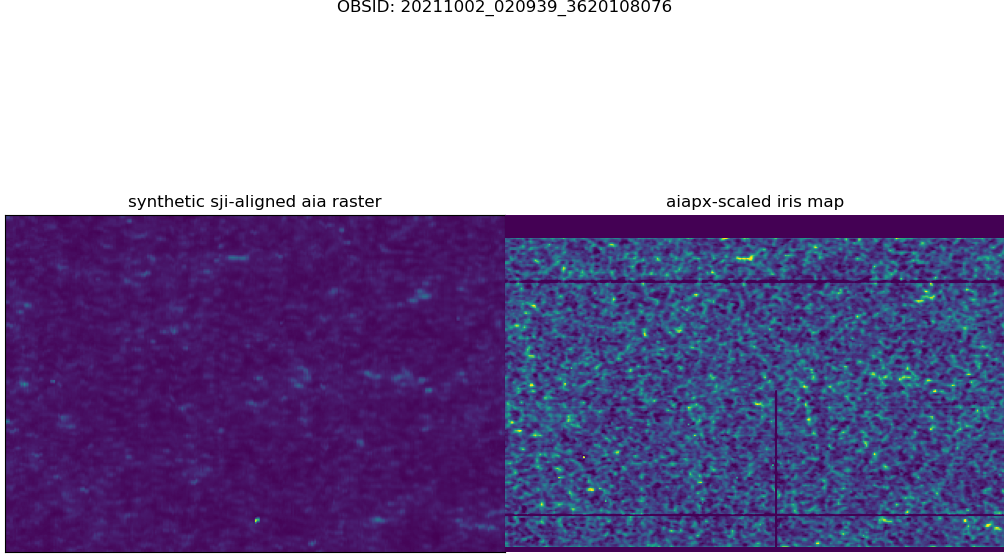 OBSID: 20211002_020939_3620108076
synthetic sji-aligned aia raster
aiapx-scaled iris map